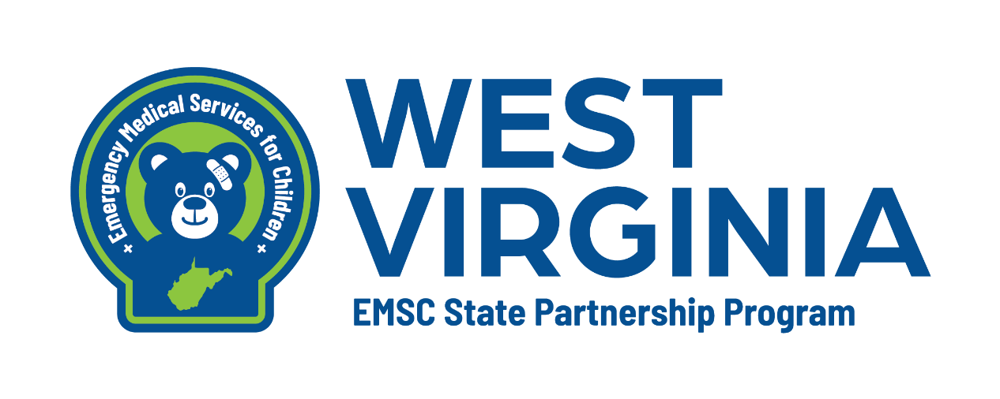 + Emergency Medical Services for Children +
WEST
VIRGINIA
EMSC State Partnership Program